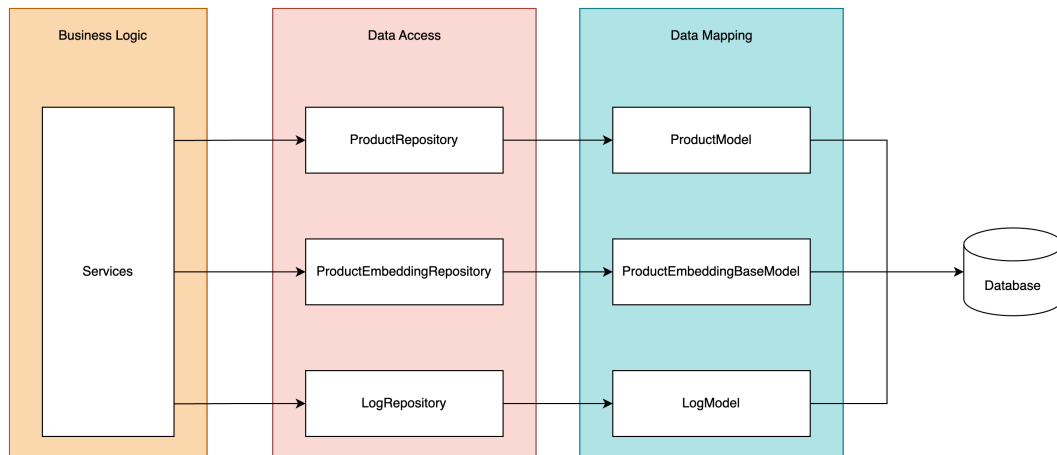 Business Logic
Data Access
Data Mapping
ProductRepository
ProductModel
Services
ProductEmbeddingRepository
ProductEmbeddingBaseModel
Database
LogRepository
LogModel